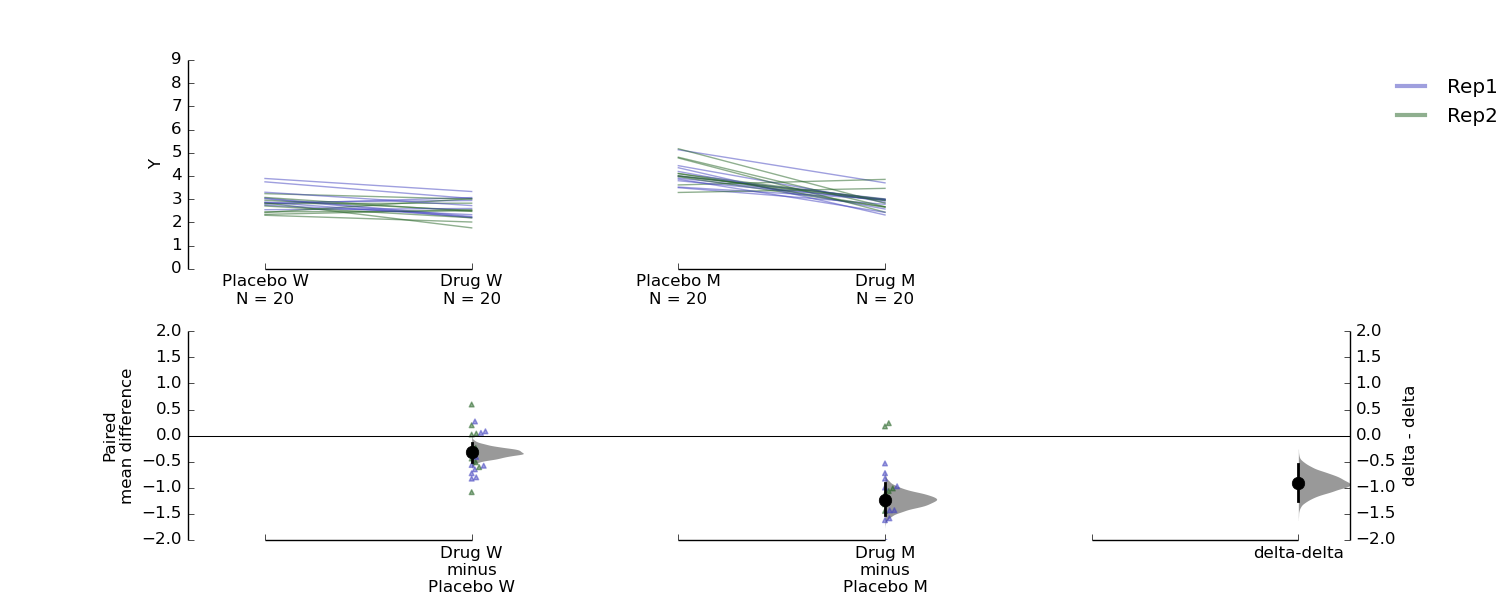 9
8
7
6
5
4
3
2
1
0
Y
Rep1
Rep2
Placebo W
N = 20
Drug W
N = 20
Placebo M
N = 20
Drug M
N = 20
2.0
1.5
1.0
0.5
0.0
−0.5
−1.0
−1.5
−2.0
Paired
mean difference
Drug W
minus
Placebo W
Drug M
minus
Placebo M
delta-delta
2.0
1.5
1.0
0.5
0.0
−0.5
−1.0
−1.5
−2.0
delta - delta